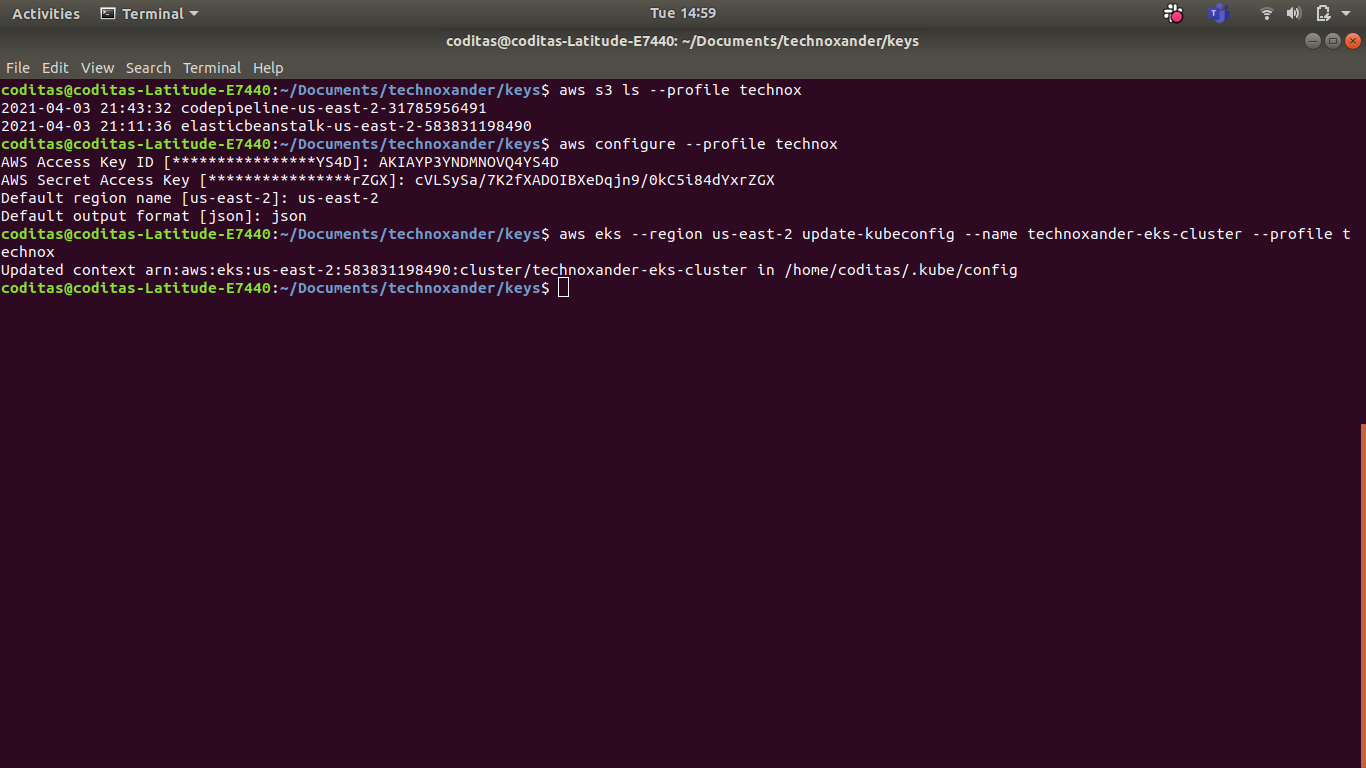 Activities Terminal Tue 14:59
coditas@coditas-Latitude-E7440: ~/Documents/technoxander/keys
File Edit View Search Terminal Help
coditas@coditas-Latitude-E7440:~/Documents/technoxander/keys$ aws s3 ls --profile technox
2021-04-03 21:43:32 codepipeline-us-east-2-31785956491
2021-04-03 21:11:36 elasticbeanstalk-us-east-2-583831198490
coditas@coditas-Latitude-E7440:~/Documents/technoxander/keys$ aws configure --profile technox
AWS Access Key ID [****************YS4D]: AKIAYP3YNDMNOVQ4YS4D
AWS Secret Access Key [****************rZGX]: 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
Default region name [us-east-2]: us-east-2
Default output format [json]: json
coditas@coditas-Latitude-E7440:~/Documents/technoxander/keys$ aws eks --region us-east-2 update-kubeconfig --name technoxander-eks-cluster --profile t
echnox
Updated context arn:aws:eks:us-east-2:583831198490:cluster/technoxander-eks-cluster in /home/coditas/.kube/config
coditas@coditas-Latitude-E7440:~/Documents/technoxander/keys$